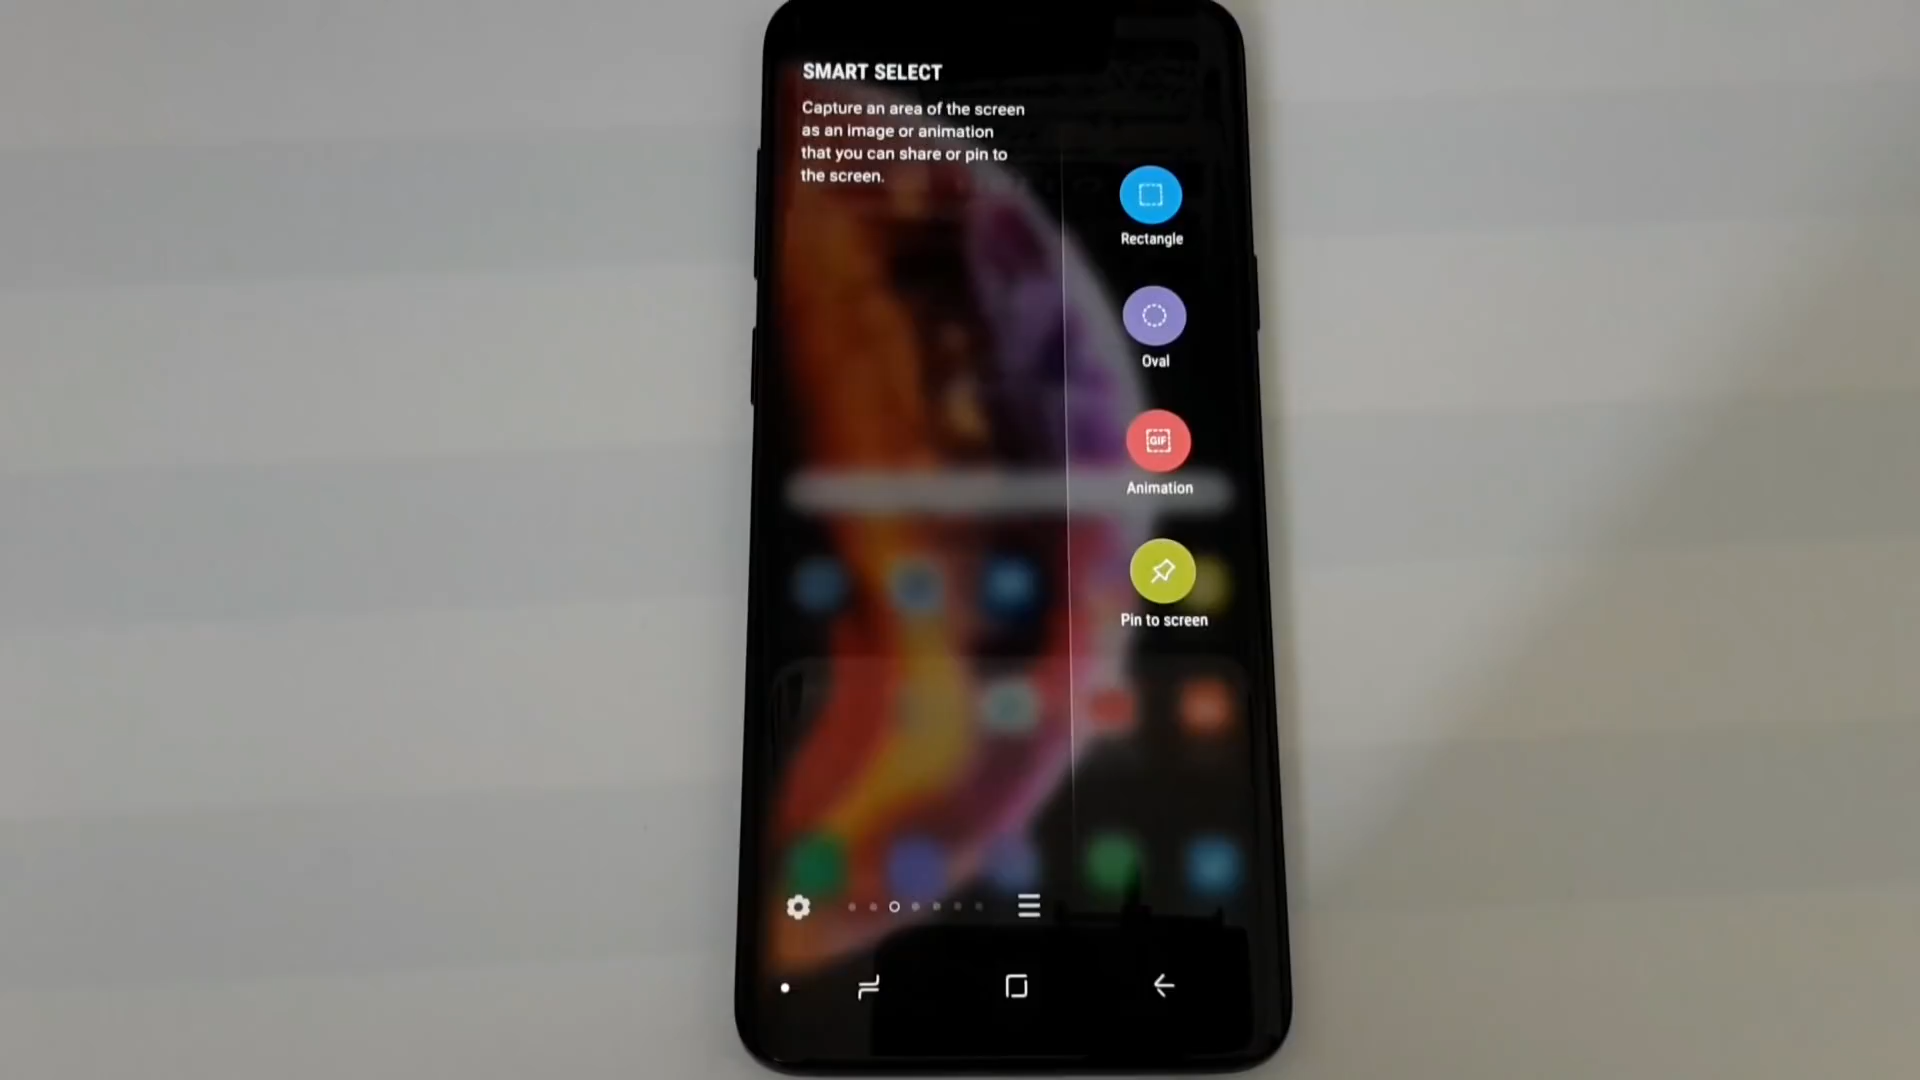 SMART SELECT
Capture an area of the screen
as an image or animation
that you can share or pin to
the screen.
Rectangle
Oval
GIF
Animation
Pin to screen